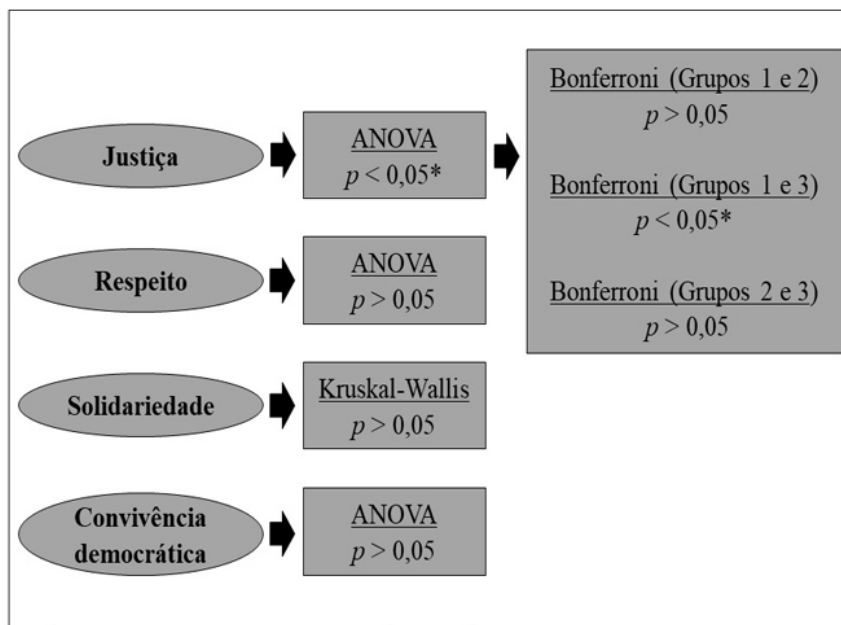 Justiça
ANOVA
p < 0,05*
Bonferroni (Grupos 1 e 2)
p > 0,05
Bonferroni (Grupos 1 e 3)
p < 0,05*
Bonferroni (Grupos 2 e 3)
p > 0,05
Respeito
ANOVA
p > 0,05
Solidariedade
Kruskal-Wallis
p > 0,05
Convivência
democrática
ANOVA
p > 0,05